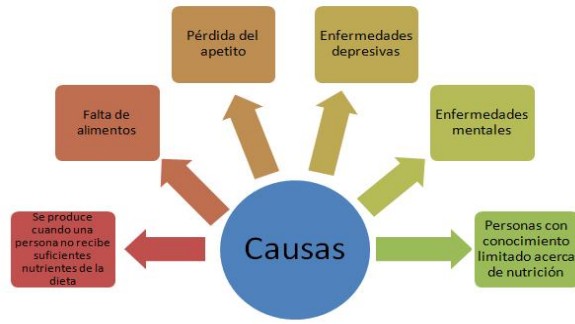 Pérdida del
apetito
Enfermedades
depresivas
Falta de
alimentos
Enfermedades
mentales
Se produce
cuando una
persona no recibe
suficientes
nutrientes de la
dieta
Causas
Personas con
conocimiento
limitado acerca
de nutrición